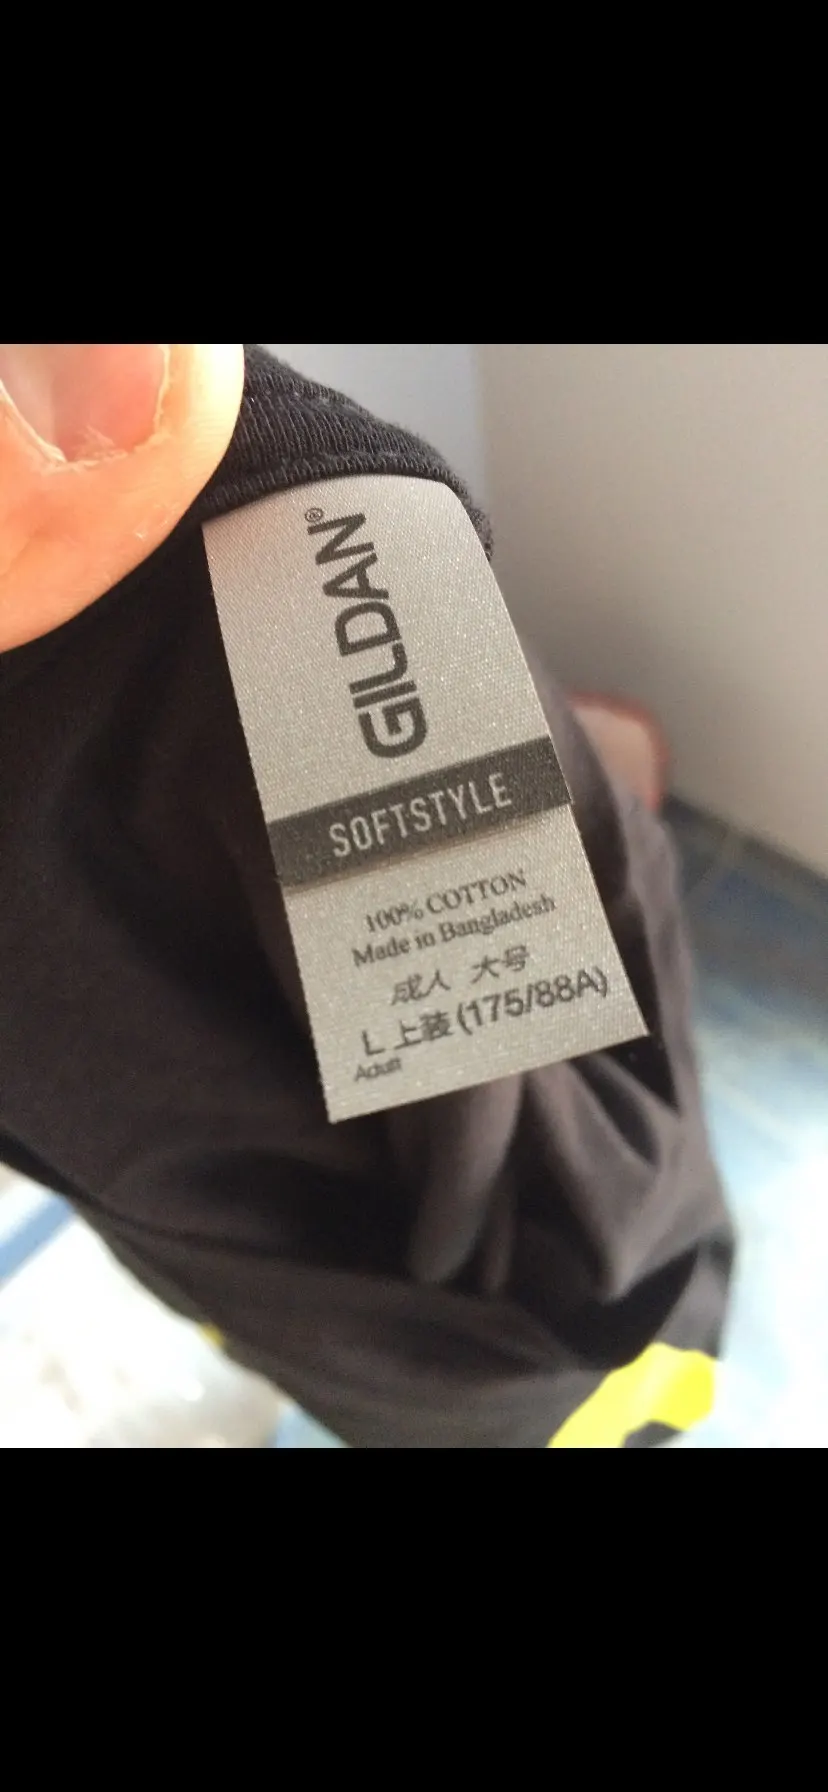 GILDAN®
SOFTSTYLE
100% COTTON
Made in Bangladesh
成人 大号
L 上装 (175/88A)
Adult